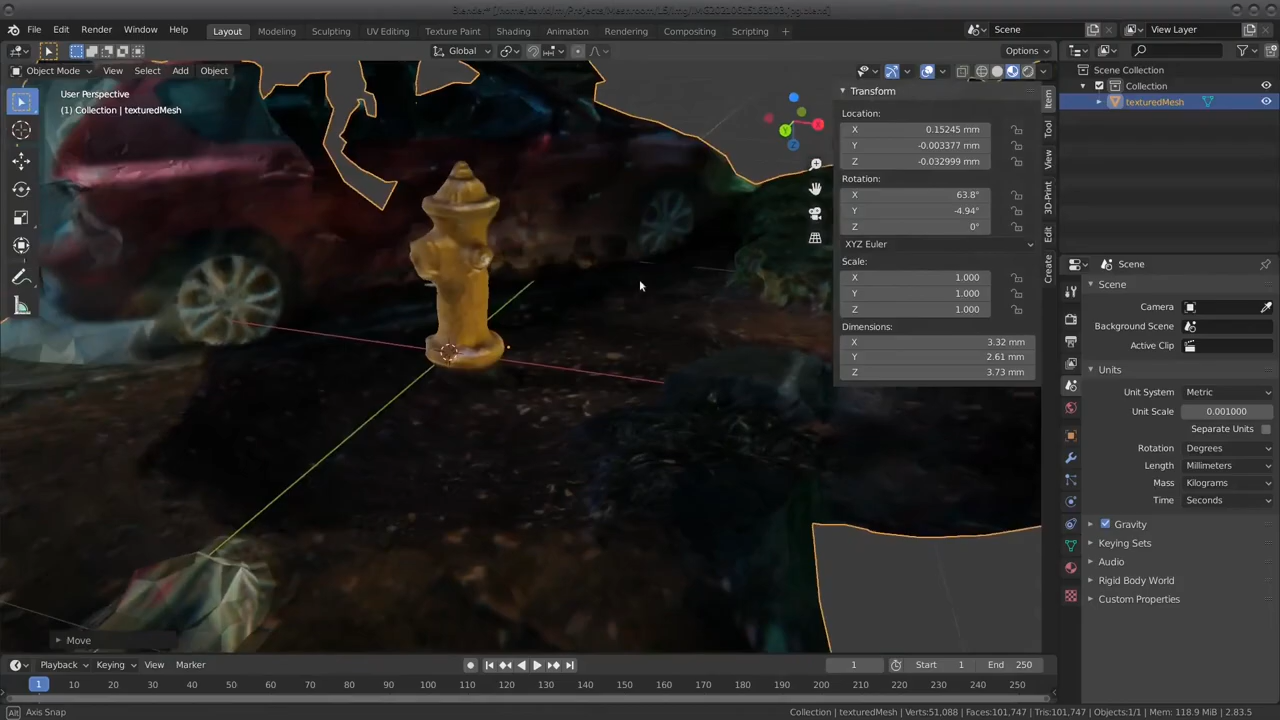 File Edit Render Window Help Layout Modeling Sculpting UV Editing Texture Paint Shading Animation Rendering Compositing Scripting Scene View Layer
Global Options
Object Mode View Select Add Object
User Perspective
(1) Collection | texturedMesh
Transform
Location:
X 0.15245 mm
Y -0.003377 mm
Z -0.032999 mm
Rotation:
X 63.8°
Y -4.94°
Z 0°
XYZ Euler
Scale:
X 1.000
Y 1.000
Z 1.000
Dimensions:
X 3.32 mm
Y 2.61 mm
Z 3.73 mm
Item
Tool
View
3D-Print
Edit
Create
X
Y
Z
Scene Collection
Collection
texturedMesh
Scene
Scene
Camera
Background Scene
Active Clip
Units
Unit System Metric
Unit Scale 0.001000
Separate Units
Rotation Degrees
Length Millimeters
Mass Kilograms
Time Seconds
Gravity
Keying Sets
Audio
Rigid Body World
Custom Properties
Move
Playback Keying View Marker 1 Start 1 End 250
1 10 20 30 40 50 60 70 80 90 100 110 120 130 140 150 160 170 180 190 200 210 220 230 240 250
Alt Axis Snap Collection | texturedMesh | Verts:51,088 | Faces:101,747 | Tris:101,747 | Objects:1/1 | Mem: 118.9 MiB | 2.83.5